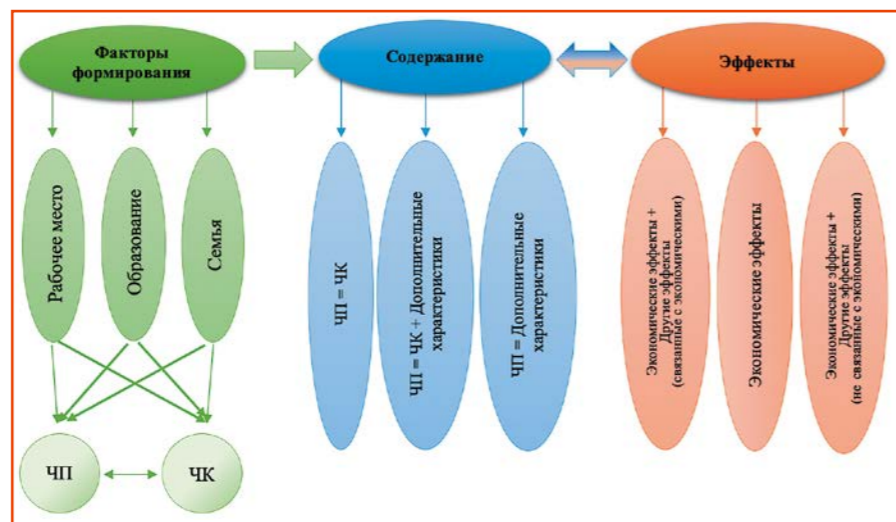 Факторы
формирования
Содержание
Эффекты
Рабочее место
Образование
Семья
ЧП = ЧК
ЧП = ЧК + Дополнительные
характеристики
ЧП = Дополнительные
характеристики
Экономические эффекты +
Другие эффекты
(связанные с экономическими)
Экономические эффекты
Экономические эффекты +
Другие эффекты
(не связанные с экономическими)
ЧП
ЧК